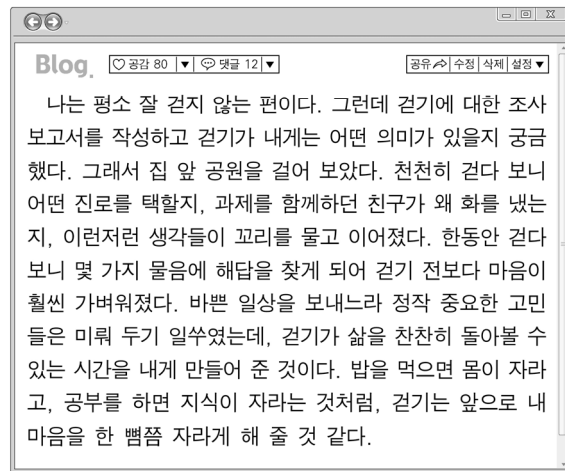 Blog. ♡ 공감 80 ▼ 댓글 12 ▼ 공유 수정 삭제 설정 ▼
나는 평소 잘 걷지 않는 편이다. 그런데 걷기에 대한 조사
보고서를 작성하고 걷기가 내게는 어떤 의미가 있을지 궁금
했다. 그래서 집 앞 공원을 걸어 보았다. 천천히 걷다 보니
어떤 진로를 택할지, 과제를 함께하던 친구가 왜 화를 냈는
지, 이런저런 생각들이 꼬리를 물고 이어졌다. 한동안 걷다
보니 몇 가지 물음에 해답을 찾게 되어 걷기 전보다 마음이
훨씬 가벼워졌다. 바쁜 일상을 보내느라 정작 중요한 고민
들은 미뤄 두기 일쑤였는데, 걷기가 삶을 찬찬히 돌아볼 수
있는 시간을 내게 만들어 준 것이다. 밥을 먹으면 몸이 자라
고, 공부를 하면 지식이 자라는 것처럼, 걷기는 앞으로 내
마음을 한 뼘쯤 자라게 해 줄 것 같다.